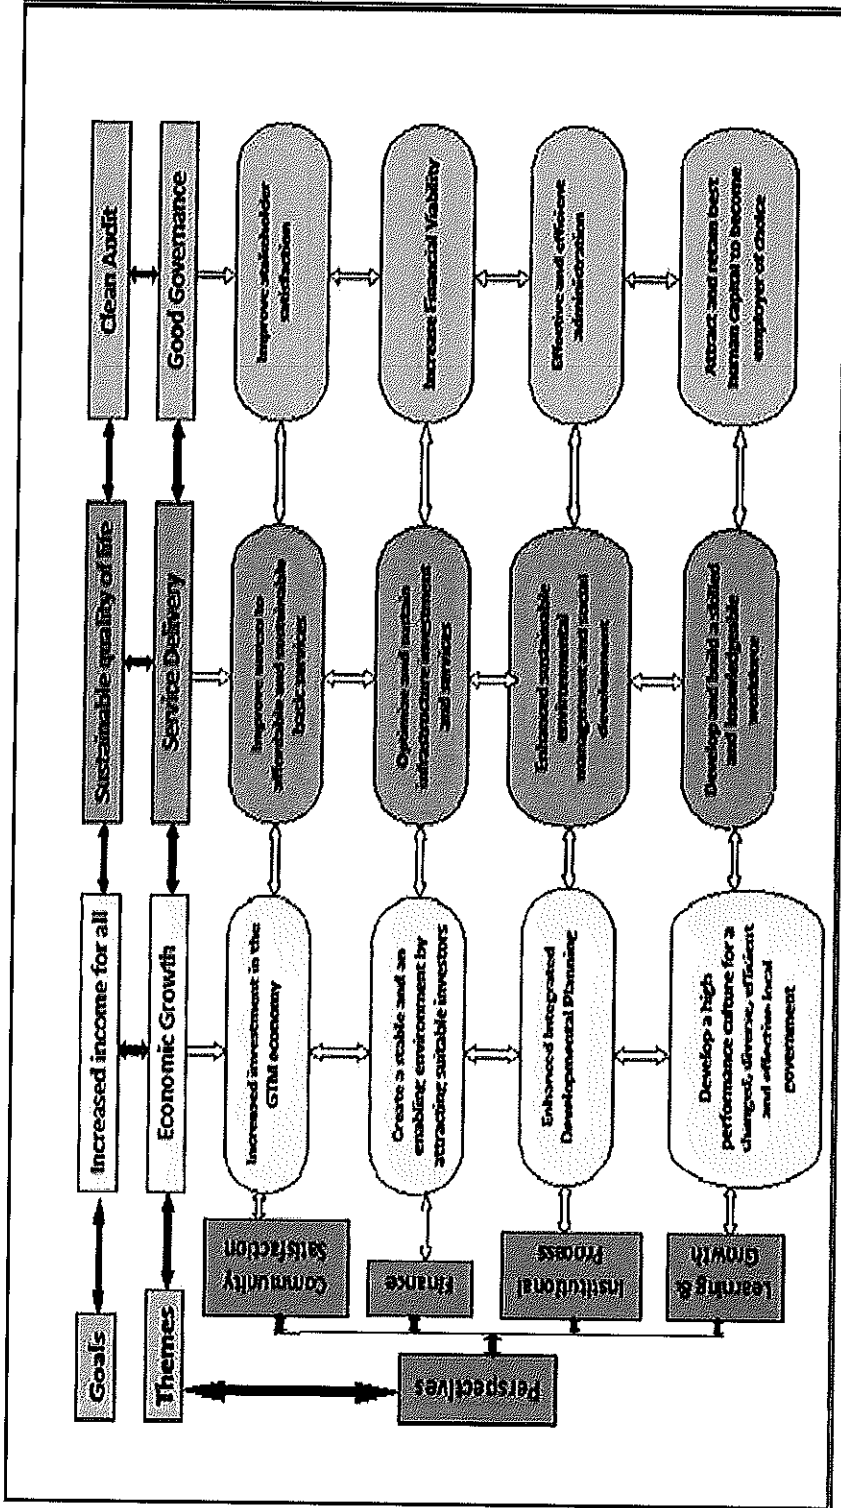 Goals
Increased income for all
Sustainable quality of life
Clean Audit
Themes
Economic Growth
Service Delivery
Good Governance
Perspectives
Community
Satisfaction
Increased investment in the
GTM economy
Improve access to
affordable and sustainable
basic services
Improve stakeholder
satisfaction
Finance
Create a stable and an
enabling environment by
attracting suitable investors
Optimize and sustain
infrastructure investment
and services
Increase Financial Viability
Institutional
Process
Enhanced Integrated
Developmental Planning
Enhanced sustainable
environmental
management and social
development
Effective and efficient
administration
Learning &
Growth
Develop a high
performance culture for a
changed, diverse, efficient
and effective local
government
Develop and build a skilled
and knowledgeable
workforce
Attract and retain best
human capital to become
employer of choice